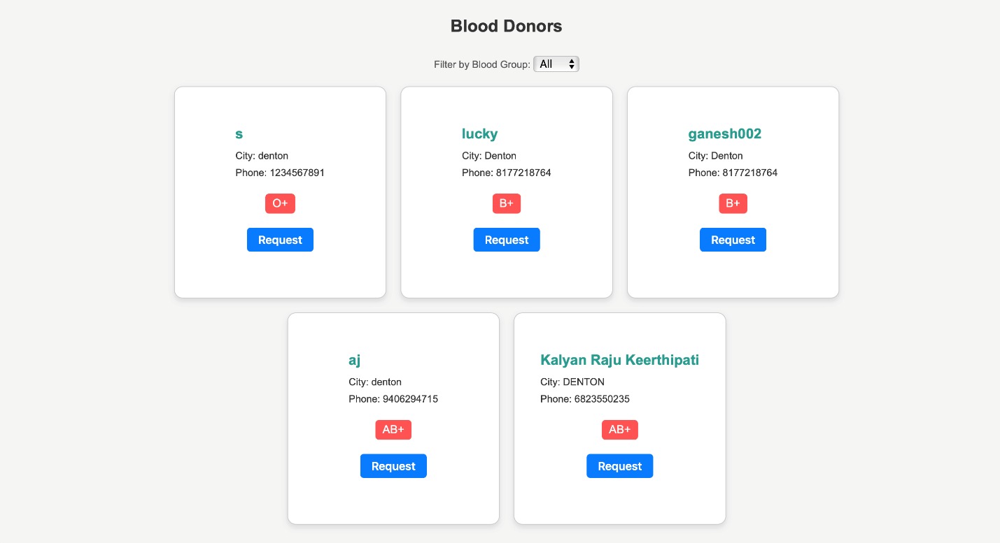 Blood Donors
Filter by Blood Group: All
s
City: denton
Phone: 1234567891
O+
Request
lucky
City: Denton
Phone: 8177218764
B+
Request
ganesh002
City: Denton
Phone: 8177218764
B+
Request
aj
City: denton
Phone: 9406294715
AB+
Request
Kalyan Raju Keerthipati
City: DENTON
Phone: 6823550235
AB+
Request